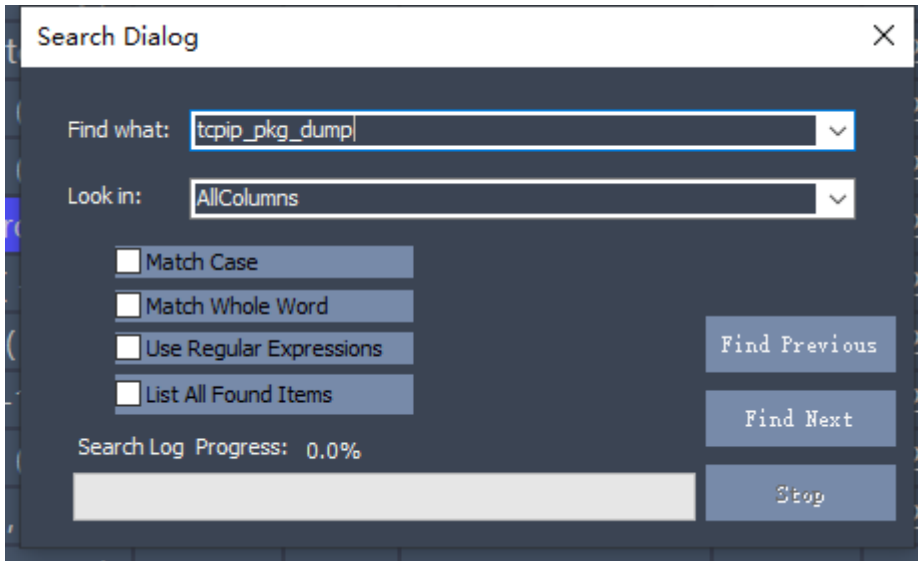 Search Dialog
Find what: tcpip_pkg_dump
Look in: AllColumns
Match Case
Match Whole Word
Use Regular Expressions
List All Found Items
Find Previous
Find Next
Search Log Progress: 0.0%
Stop